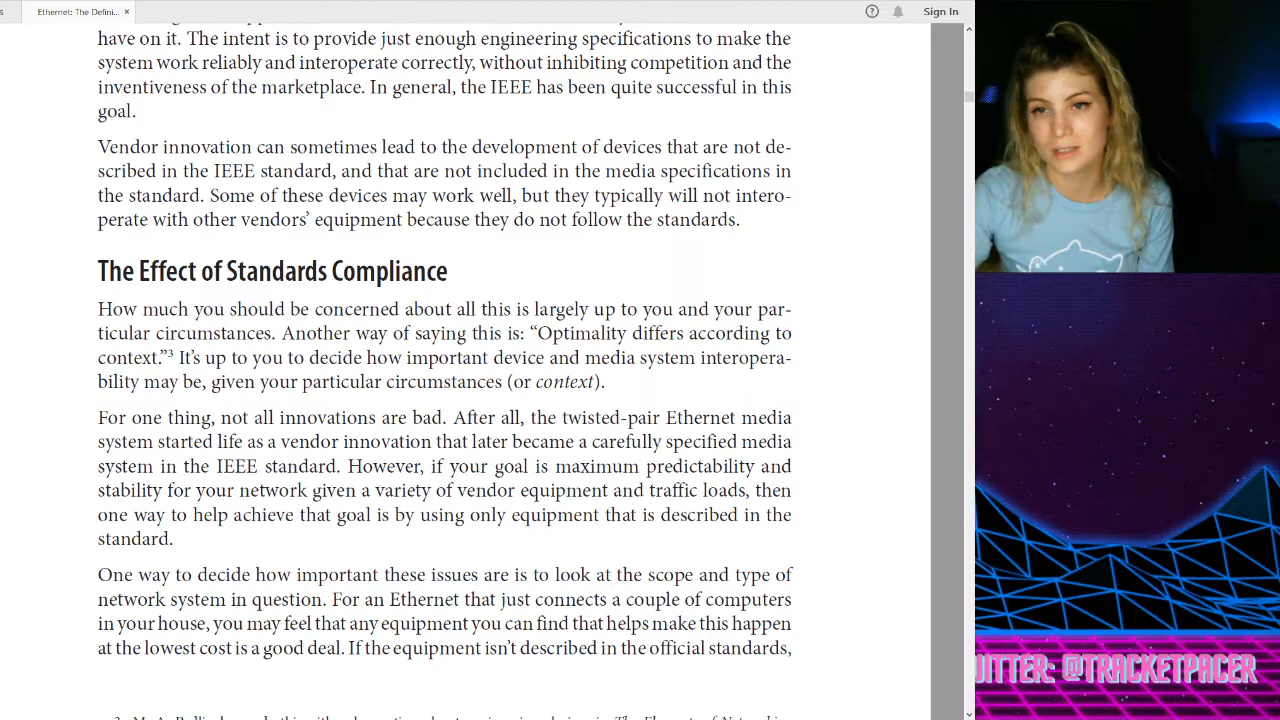 Ethernet: The Defini... ×
Sign In
have on it. The intent is to provide just enough engineering specifications to make the
system work reliably and interoperate correctly, without inhibiting competition and the
inventiveness of the marketplace. In general, the IEEE has been quite successful in this
goal.
Vendor innovation can sometimes lead to the development of devices that are not de-
scribed in the IEEE standard, and that are not included in the media specifications in
the standard. Some of these devices may work well, but they typically will not intero-
perate with other vendors’ equipment because they do not follow the standards.
The Effect of Standards Compliance
How much you should be concerned about all this is largely up to you and your par-
ticular circumstances. Another way of saying this is: “Optimality differs according to
context.”³ It’s up to you to decide how important device and media system interopera-
bility may be, given your particular circumstances (or context).
For one thing, not all innovations are bad. After all, the twisted-pair Ethernet media
system started life as a vendor innovation that later became a carefully specified media
system in the IEEE standard. However, if your goal is maximum predictability and
stability for your network given a variety of vendor equipment and traffic loads, then
one way to help achieve that goal is by using only equipment that is described in the
standard.
One way to decide how important these issues are is to look at the scope and type of
network system in question. For an Ethernet that just connects a couple of computers
in your house, you may feel that any equipment you can find that helps make this happen
at the lowest cost is a good deal. If the equipment isn’t described in the official standards,
WITTER: @TRACKETPACER